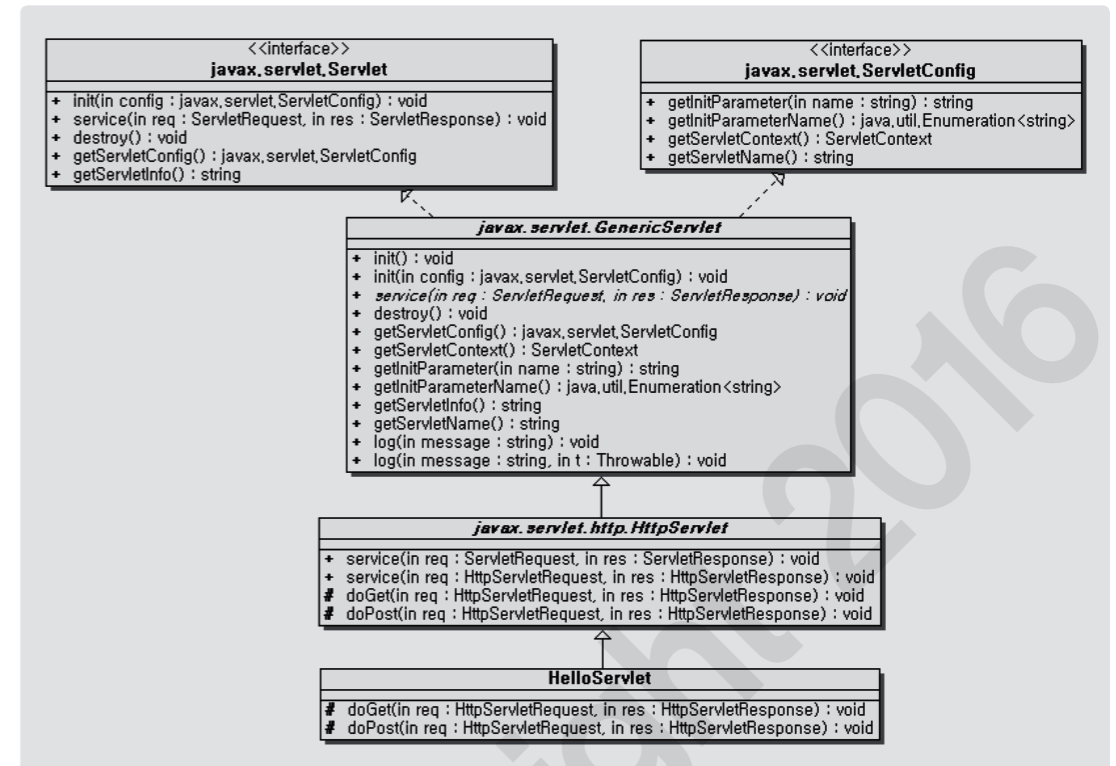 <<interface>>
javax.servlet.Servlet
+ init(in config : javax.servlet.ServletConfig) : void
+ service(in req : ServletRequest, in res : ServletResponse) : void
+ destroy() : void
+ getServletConfig() : javax.servlet.ServletConfig
+ getServletInfo() : string
<<interface>>
javax.servlet.ServletConfig
+ getInitParameter(in name : string) : string
+ getInitParameterName() : java.util.Enumeration<string>
+ getServletContext() : ServletContext
+ getServletName() : string
javax.servlet.GenericServlet
+ init() : void
+ init(in config : javax.servlet.ServletConfig) : void
+ service(in req : ServletRequest, in res : ServletResponse) : void
+ destroy() : void
+ getServletConfig() : javax.servlet.ServletConfig
+ getServletContext() : ServletContext
+ getInitParameter(in name : string) : string
+ getInitParameterName() : java.util.Enumeration<string>
+ getServletInfo() : string
+ getServletName() : string
+ log(in message : string) : void
+ log(in message : string, in t : Throwable) : void
javax.servlet.http.HttpServlet
+ service(in req : ServletRequest, in res : ServletResponse) : void
+ service(in req : HttpServletRequest, in res : HttpServletResponse) : void
# doGet(in req : HttpServletRequest, in res : HttpServletResponse) : void
# doPost(in req : HttpServletRequest, in res : HttpServletResponse) : void
HelloServlet
# doGet(in req : HttpServletRequest, in res : HttpServletResponse) : void
# doPost(in req : HttpServletRequest, in res : HttpServletResponse) : void
2016